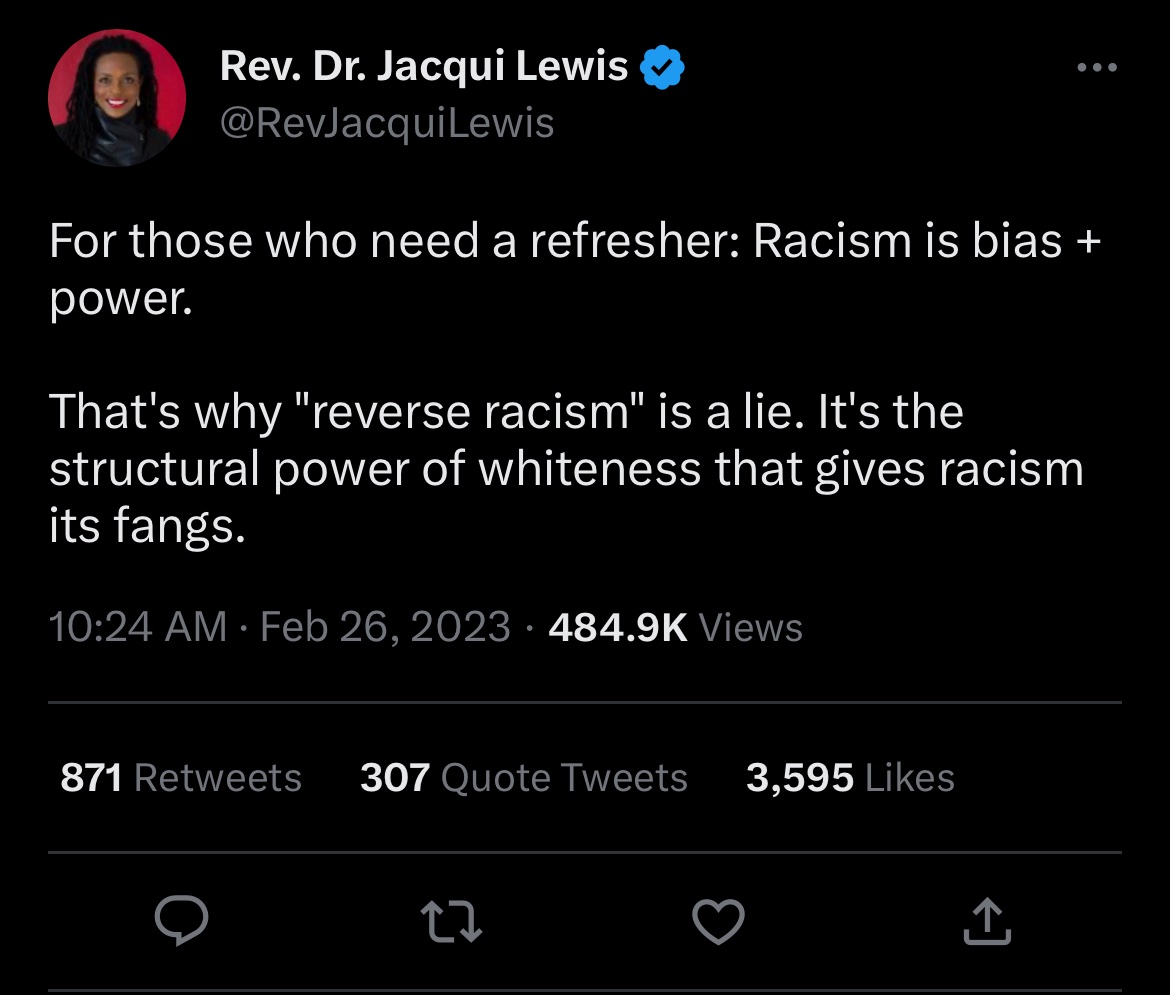 Rev. Dr. Jacqui Lewis
@RevJacquiLewis
For those who need a refresher: Racism is bias +
power.
That's why "reverse racism" is a lie. It's the
structural power of whiteness that gives racism
its fangs.
10:24 AM · Feb 26, 2023 · 484.9K Views
871 Retweets 307 Quote Tweets 3,595 Likes